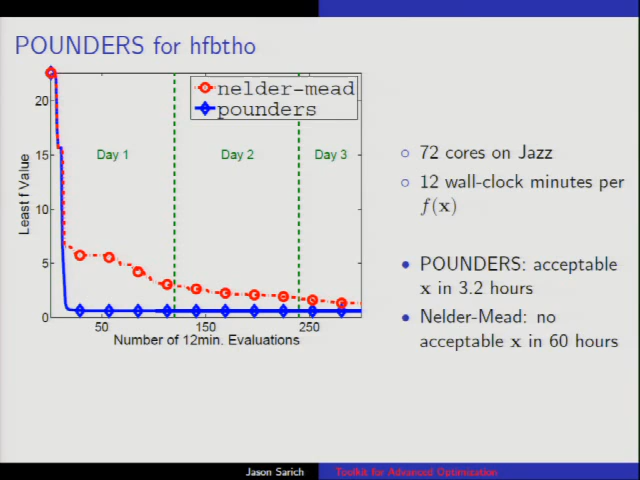 POUNDERS for hfbtho
nelder-mead
pounders
Day 1
Day 2
Day 3
Least f Value
20
15
10
5
0
50
150
250
Number of 12min. Evaluations
72 cores on Jazz
12 wall-clock minutes per
f(x)
POUNDERS: acceptable
x in 3.2 hours
Nelder-Mead: no
acceptable x in 60 hours
Jason Sarich
Toolkit for Advanced Optimization